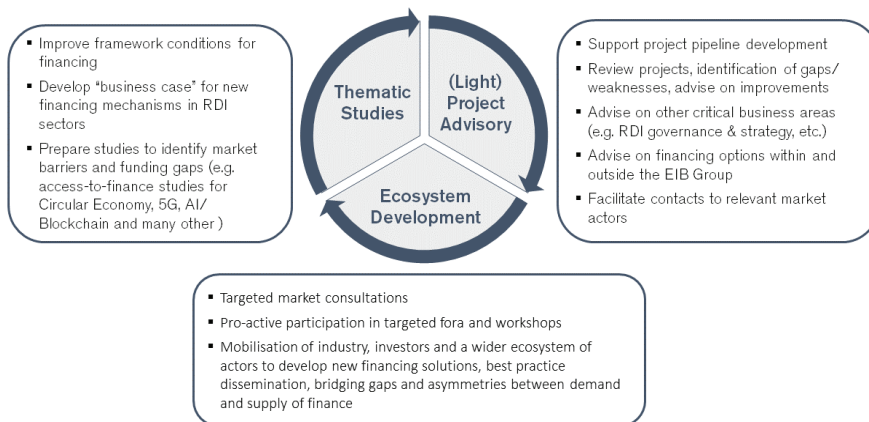 ▪ Improve framework conditions for
financing
▪ Develop “business case” for new
financing mechanisms in RDI
sectors
▪ Prepare studies to identify market
barriers and funding gaps (e.g.
access-to-finance studies for
Circular Economy, 5G, AI/
Blockchain and many other )
Thematic
Studies
(Light)
Project
Advisory
Ecosystem
Development
▪ Support project pipeline development
▪ Review projects, identification of gaps/
weaknesses, advise on improvements
▪ Advise on other critical business areas
(e.g. RDI governance & strategy, etc.)
▪ Advise on financing options within and
outside the EIB Group
▪ Facilitate contacts to relevant market
actors
▪ Targeted market consultations
▪ Pro-active participation in targeted fora and workshops
▪ Mobilisation of industry, investors and a wider ecosystem of
actors to develop new financing solutions, best practice
dissemination, bridging gaps and asymmetries between demand
and supply of finance